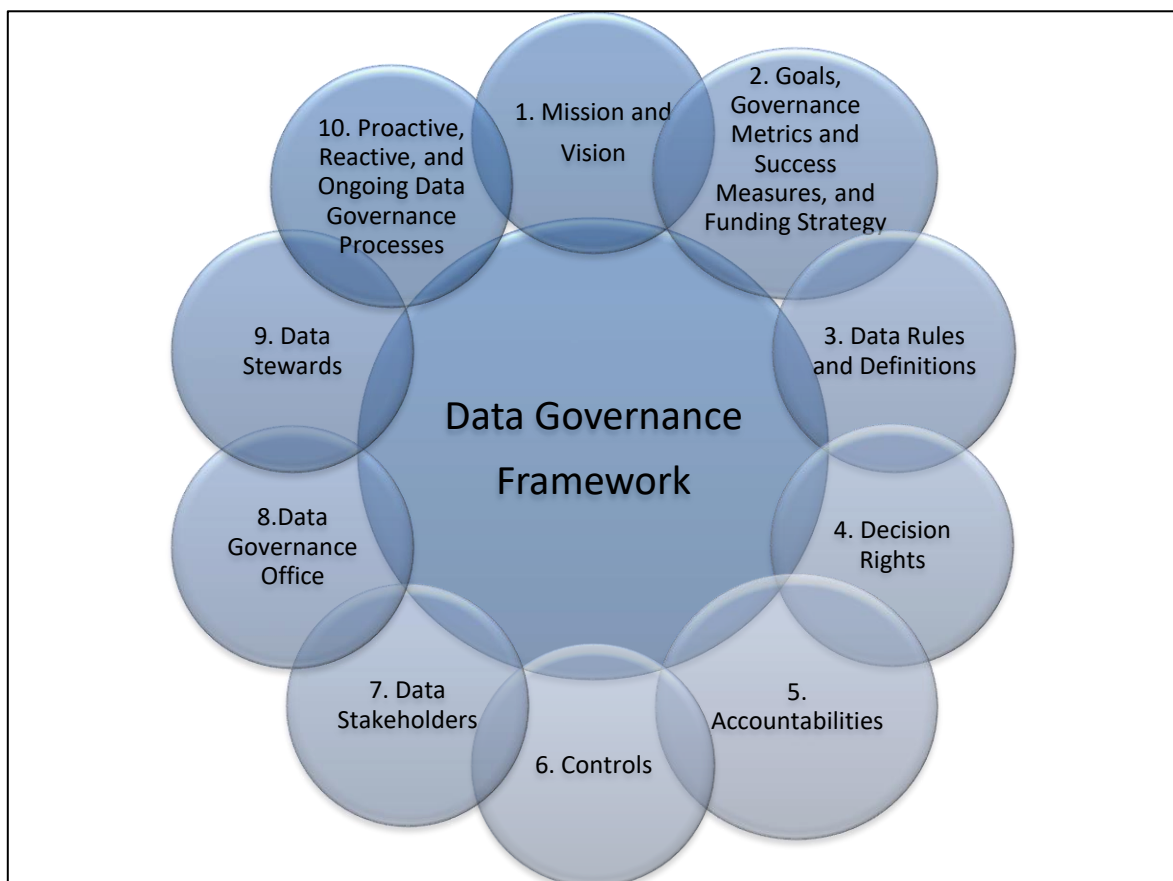 1. Mission and
Vision
2. Goals,
Governance
Metrics and
Success
Measures, and
Funding Strategy
3. Data Rules
and Definitions
4. Decision
Rights
5.
Accountabilities
6. Controls
7. Data
Stakeholders
8.Data
Governance
Office
9. Data
Stewards
10. Proactive,
Reactive, and
Ongoing Data
Governance
Processes
Data Governance
Framework